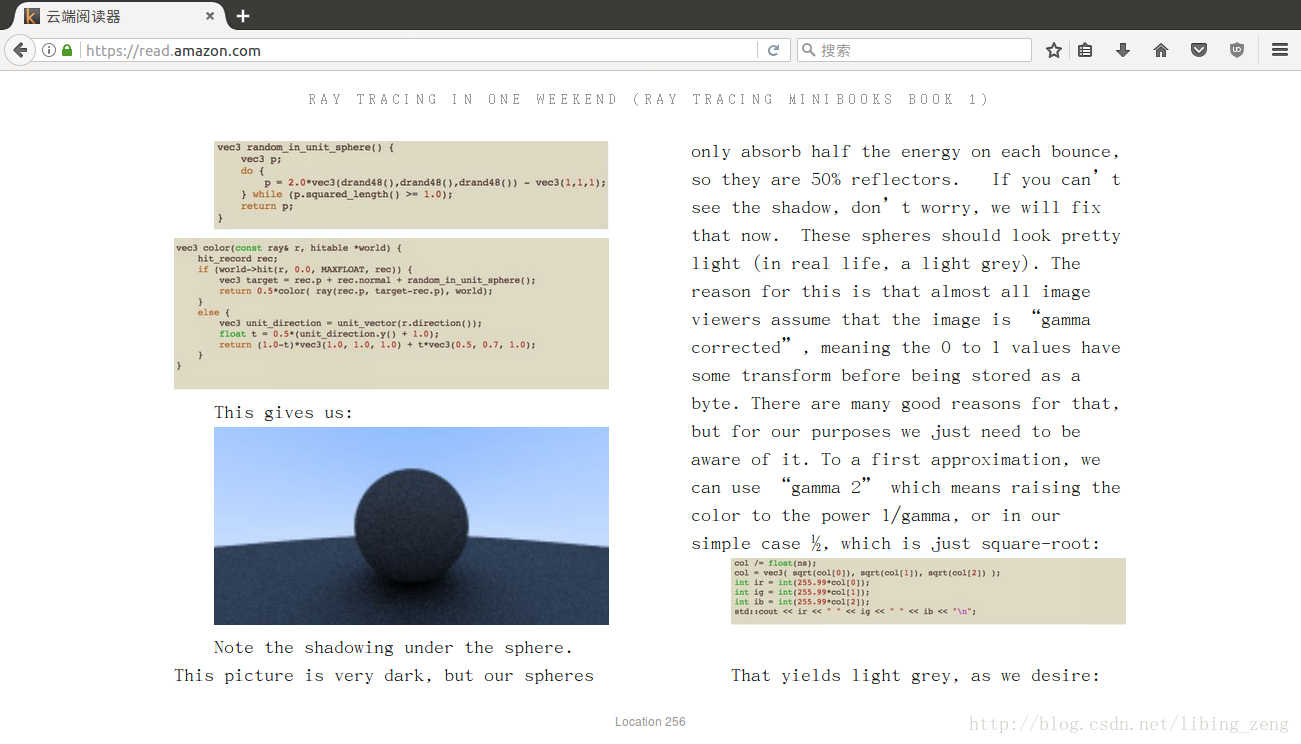 云端阅读器
https://read.amazon.com
搜索
RAY TRACING IN ONE WEEKEND (RAY TRACING MINIBOOKS BOOK 1)
vec3 random_in_unit_sphere() {
    vec3 p;
    do {
        p = 2.0*vec3(drand48(),drand48(),drand48()) - vec3(1,1,1);
    } while (p.squared_length() >= 1.0);
    return p;
}
vec3 color(const ray& r, hitable *world) {
    hit_record rec;
    if (world->hit(r, 0.0, MAXFLOAT, rec)) {
        vec3 target = rec.p + rec.normal + random_in_unit_sphere();
        return 0.5*color( ray(rec.p, target-rec.p), world);
    }
    else {
        vec3 unit_direction = unit_vector(r.direction());
        float t = 0.5*(unit_direction.y() + 1.0);
        return (1.0-t)*vec3(1.0, 1.0, 1.0) + t*vec3(0.5, 0.7, 1.0);
    }
}
This gives us:
Note the shadowing under the sphere.
This picture is very dark, but our spheres
only absorb half the energy on each bounce,
so they are 50% reflectors.  If you can’t
see the shadow, don’t worry, we will fix
that now.  These spheres should look pretty
light (in real life, a light grey). The
reason for this is that almost all image
viewers assume that the image is “gamma
corrected”, meaning the 0 to 1 values have
some transform before being stored as a
byte. There are many good reasons for that,
but for our purposes we just need to be
aware of it. To a first approximation, we
can use “gamma 2” which means raising the
color to the power 1/gamma, or in our
simple case ½, which is just square-root:
col /= float(ns);
col = vec3( sqrt(col[0]), sqrt(col[1]), sqrt(col[2]) );
int ir = int(255.99*col[0]);
int ig = int(255.99*col[1]);
int ib = int(255.99*col[2]);
std::cout << ir << " " << ig << " " << ib << "\n";
That yields light grey, as we desire:
Location 256
http://blog.csdn.net/libing_zeng